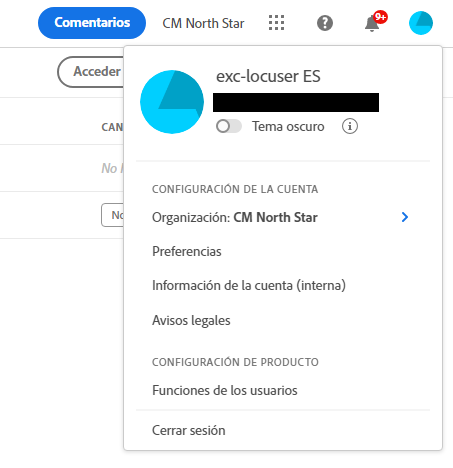 Comentarios CM North Star 9+
Acceder
exc-locuser ES
Tema oscuro
CAN
No
No
CONFIGURACIÓN DE LA CUENTA
Organización: CM North Star
Preferencias
Información de la cuenta (interna)
Avisos legales
CONFIGURACIÓN DE PRODUCTO
Funciones de los usuarios
Cerrar sesión